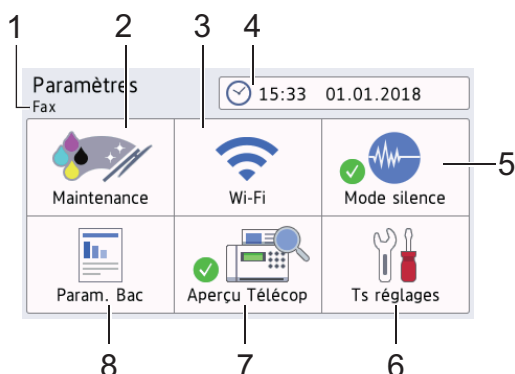 1 2 3 4
Paramètres
Fax
15:33 01.01.2018
Maintenance Wi-Fi Mode silence
5
Param. Bac Aperçu Télécop Ts réglages
8 7 6